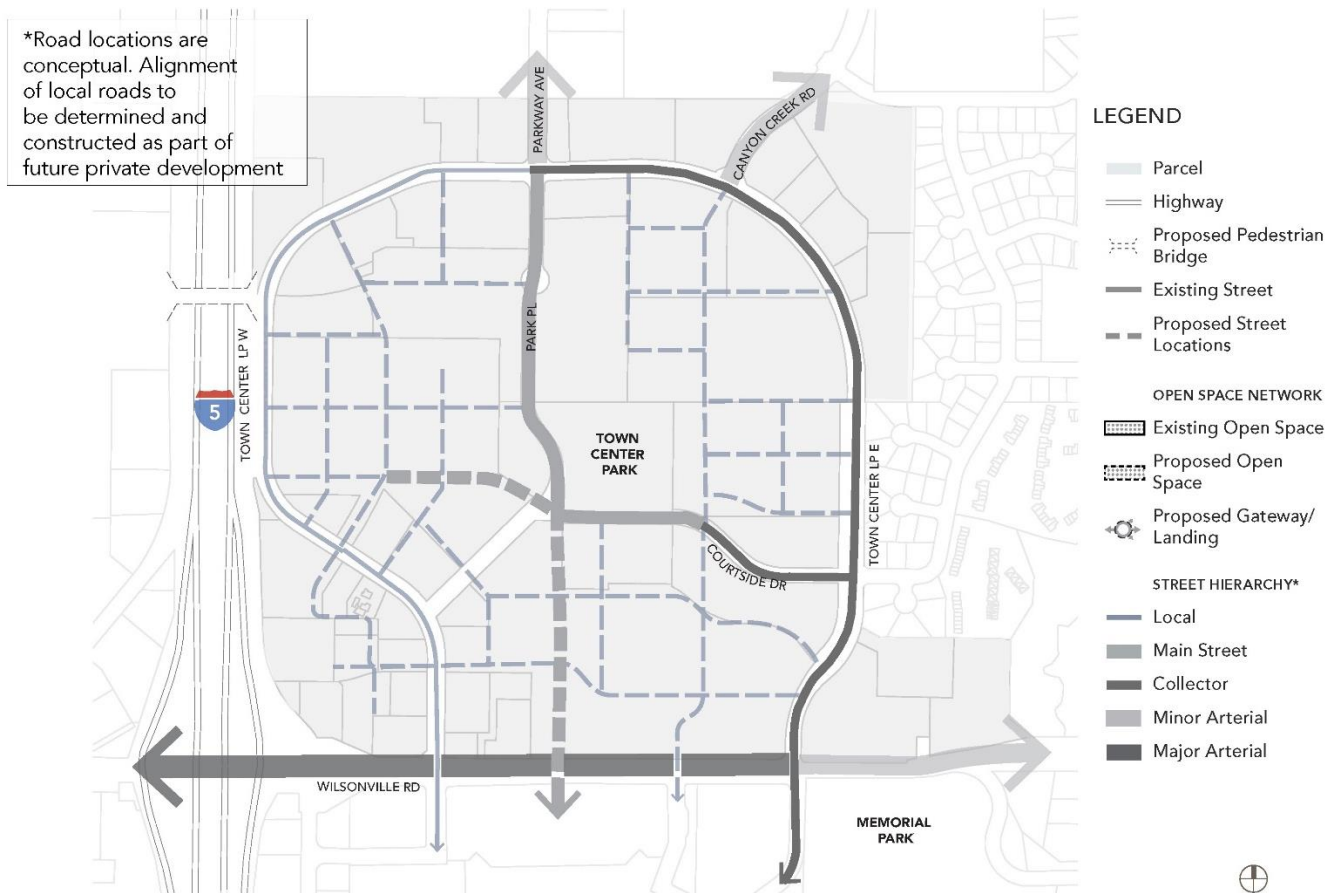 *Road locations are
conceptual. Alignment
of local roads to
be determined and
constructed as part of
future private development
PARKWAY AVE
CANYON CREEK RD
TOWN CENTER LP W
5
PARK PL
TOWN
CENTER
PARK
TOWN CENTER LP E
COURTSIDE DR
WILSONVILLE RD
MEMORIAL
PARK
LEGEND
Parcel
Highway
Proposed Pedestrian
Bridge
Existing Street
Proposed Street
Locations
OPEN SPACE NETWORK
Existing Open Space
Proposed Open
Space
Proposed Gateway/
Landing
STREET HIERARCHY*
Local
Main Street
Collector
Minor Arterial
Major Arterial